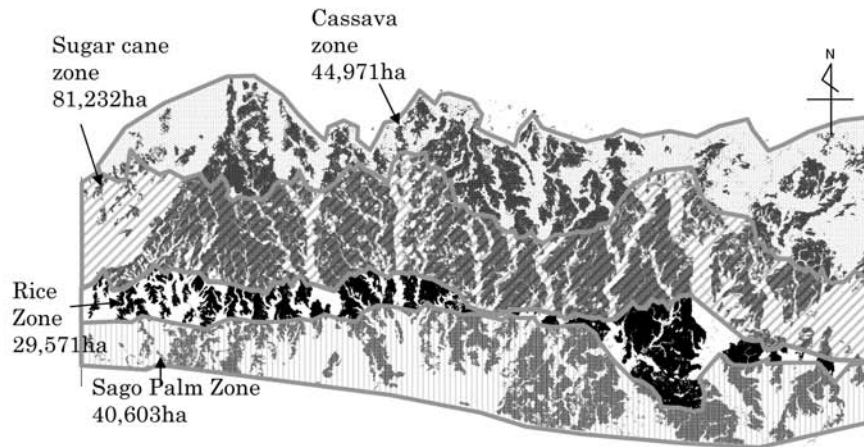 Sugar cane
zone
81,232ha
Cassava
zone
44,971ha
N
Rice
Zone
29,571ha
Sago Palm Zone
40,603ha